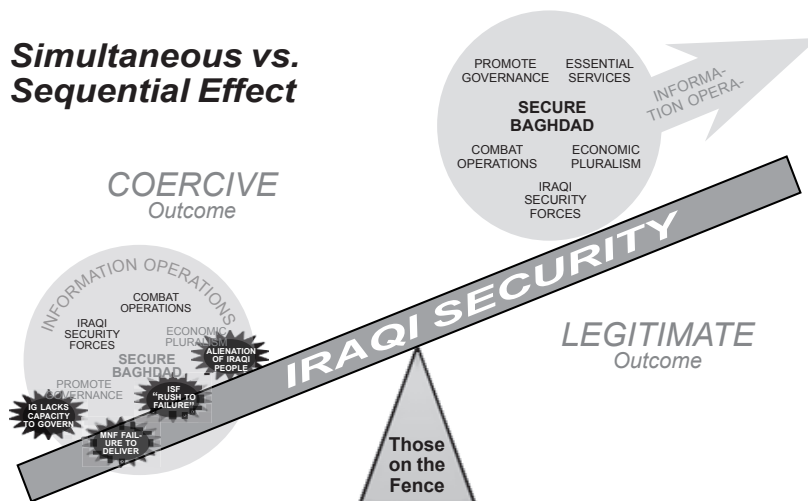 Simultaneous vs.
Sequential Effect
PROMOTE
GOVERNANCE
ESSENTIAL
SERVICES
SECURE
BAGHDAD
COMBAT
OPERATIONS
ECONOMIC
PLURALISM
IRAQI
SECURITY
FORCES
INFORMA-
TION OPERA-
COERCIVE
Outcome
INFORMATION OPERATIONS
COMBAT
OPERATIONS
IRAQI
SECURITY
FORCES
ECONOMIC
PLURALISM
ALIENATION
OF IRAQI
PEOPLE
SECURE
BAGHDAD
PROMOTE
GOVERNANCE
ISF
"RUSH TO
FAILURE"
IG LACKS
CAPACITY
TO GOVERN
MNF FAIL-
URE TO
DELIVER
IRAQI SECURITY
LEGITIMATE
Outcome
Those
on the
Fence